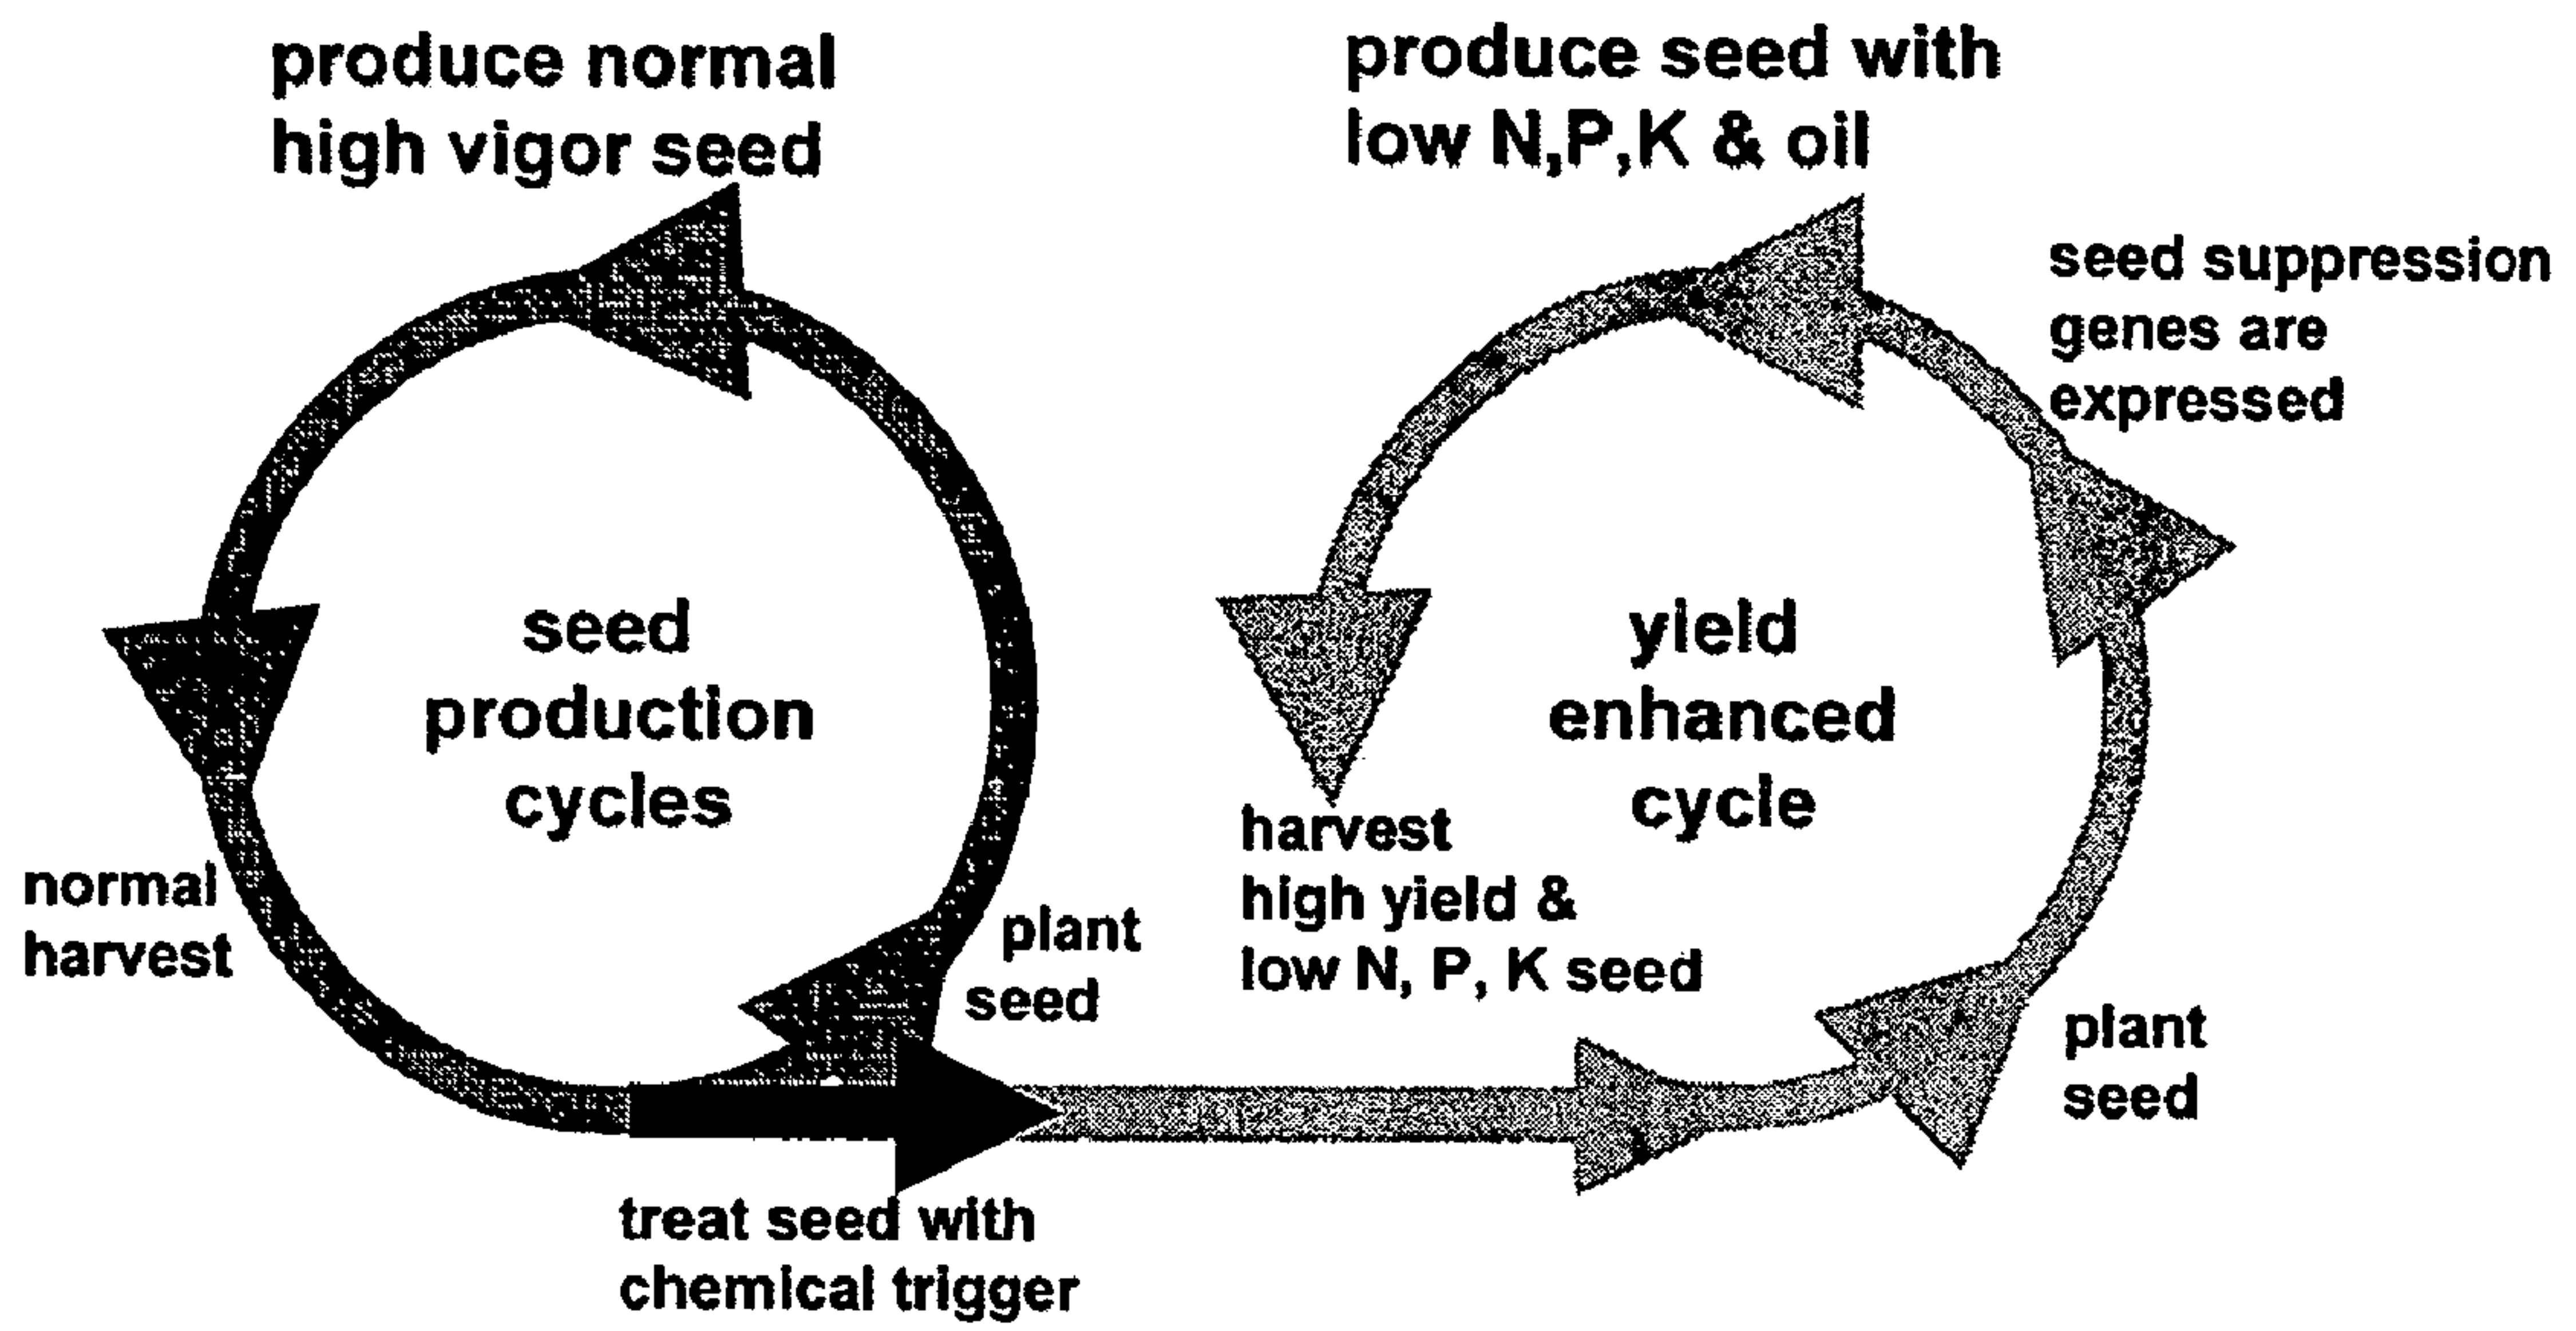 produce normal
high vigor seed
produce seed with
low N,P,K & oil
seed suppression
genes are
expressed
seed
production
cycles
yield
enhanced
cycle
normal
harvest
plant
seed
harvest
high yield &
low N, P, K seed
plant
seed
treat seed with
chemical trigger